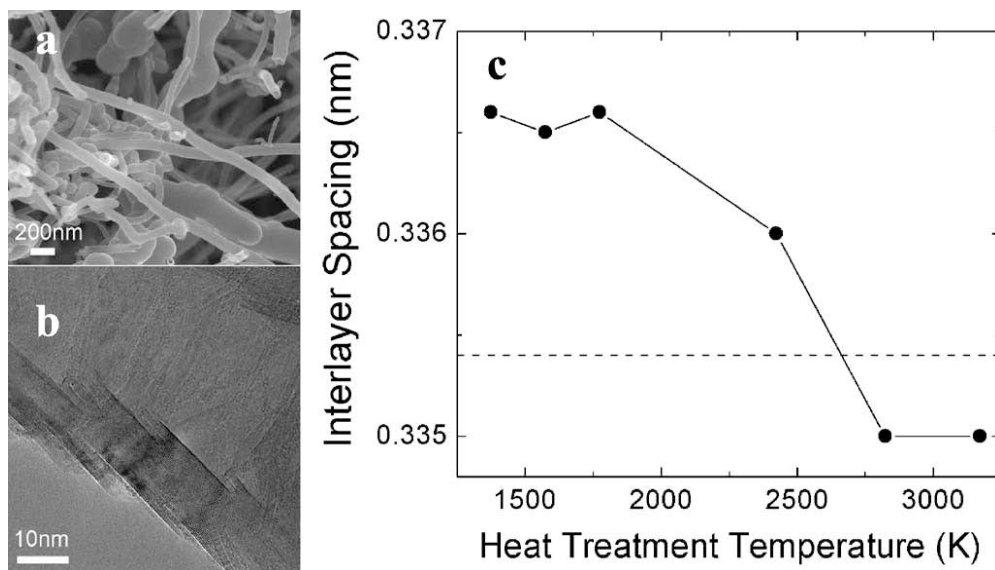 a
200nm
b
10nm
c
0.337
0.336
0.335
Interlayer Spacing (nm)
1500 2000 2500 3000
Heat Treatment Temperature (K)